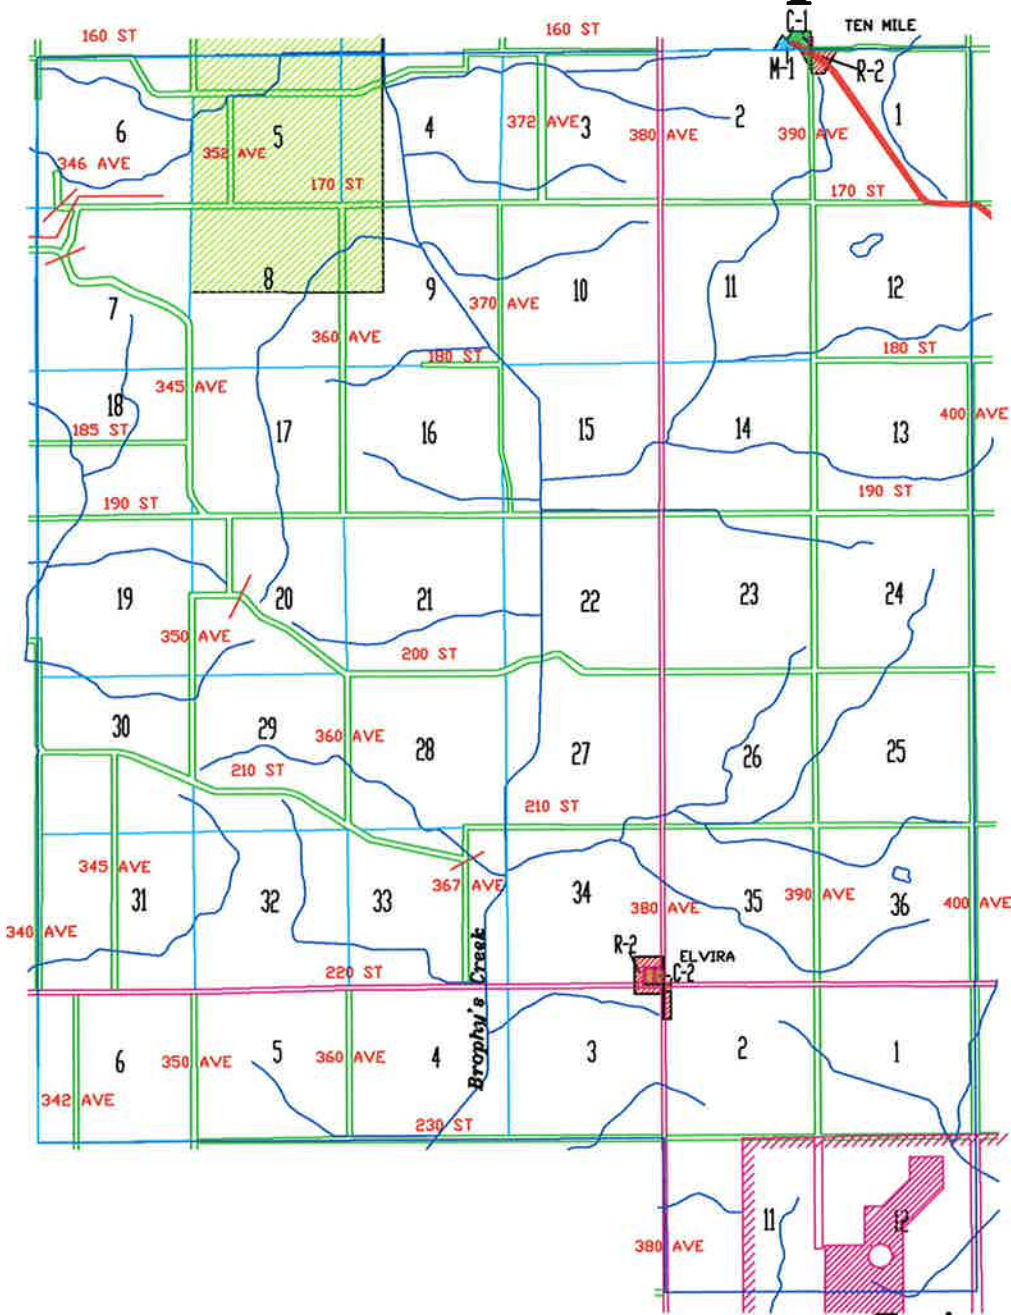 C-1
TEN MILE
160 ST
160 ST
M-1
R-2
6
5
4
372 AVE
3
380 AVE
2
390 AVE
1
346 AVE
352 AVE
170 ST
170 ST
7
8
9
370 AVE
10
11
12
360 AVE
180 ST
180 ST
345 AVE
18
185 ST
17
16
15
14
13
400 AVE
190 ST
190 ST
19
20
21
22
23
24
350 AVE
200 ST
30
29
360 AVE
28
27
26
25
210 ST
210 ST
345 AVE
31
32
33
367 AVE
34
380 AVE
35
390 AVE
36
400 AVE
340 AVE
R-2
ELVIRA
C-2
220 ST
Brophy's Creek
6
350 AVE
5
360 AVE
4
3
2
1
342 AVE
230 ST
11
12
380 AVE